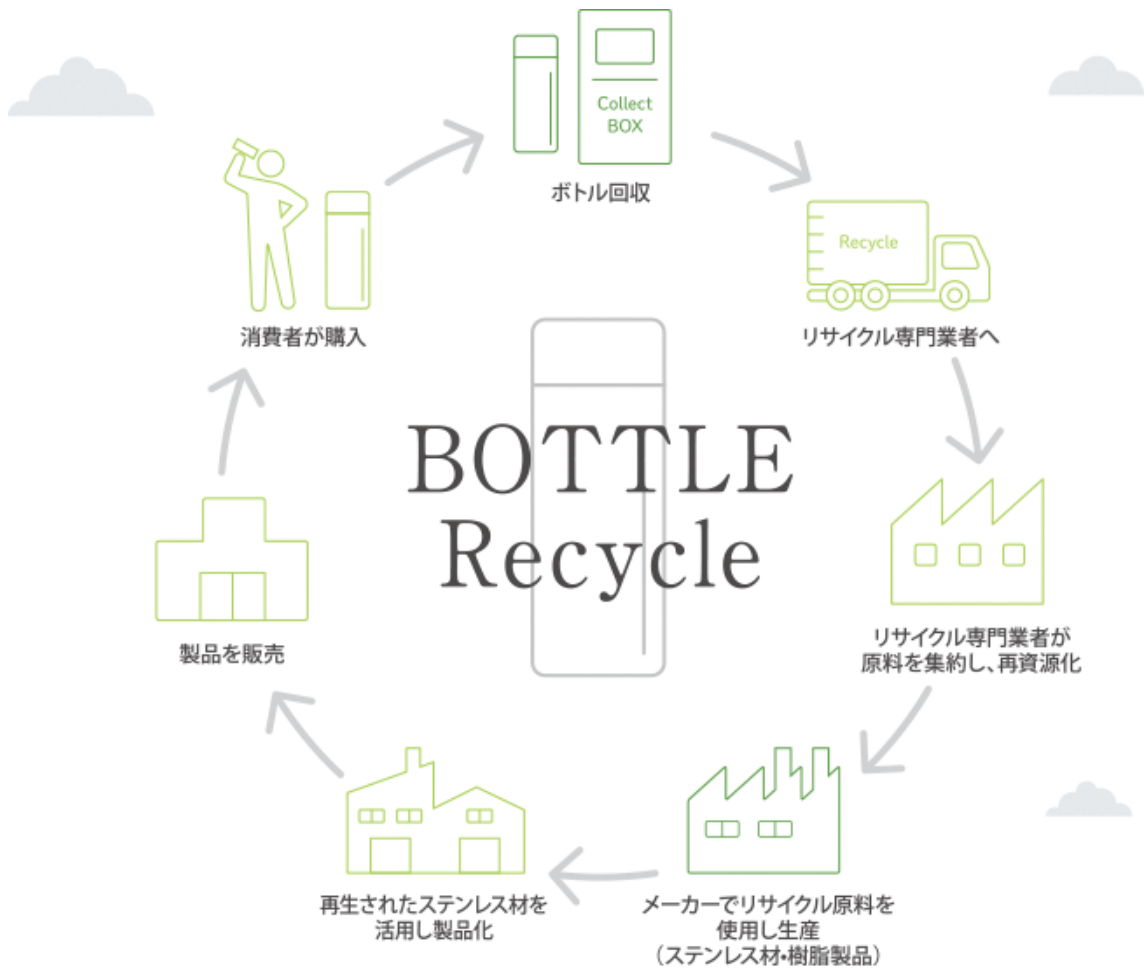 Collect
BOX
ボトル回収
Recycle
リサイクル専門業者へ
消費者が購入
BOTTLE
Recycle
リサイクル専門業者が
原料を集約し、再資源化
製品を販売
メーカーでリサイクル原料を
使用し生産
（ステンレス材・樹脂製品）
再生されたステンレス材を
活用し製品化